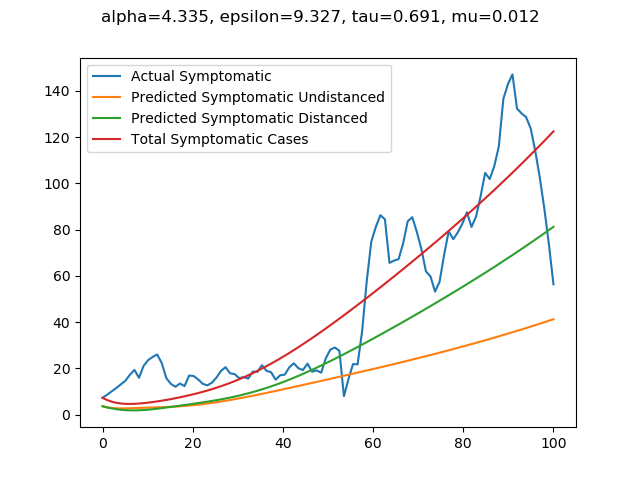 alpha=4.335, epsilon=9.327, tau=0.691, mu=0.012
Actual Symptomatic
Predicted Symptomatic Undistanced
Predicted Symptomatic Distanced
Total Symptomatic Cases
140
120
100
80
60
40
20
0
0 20 40 60 80 100